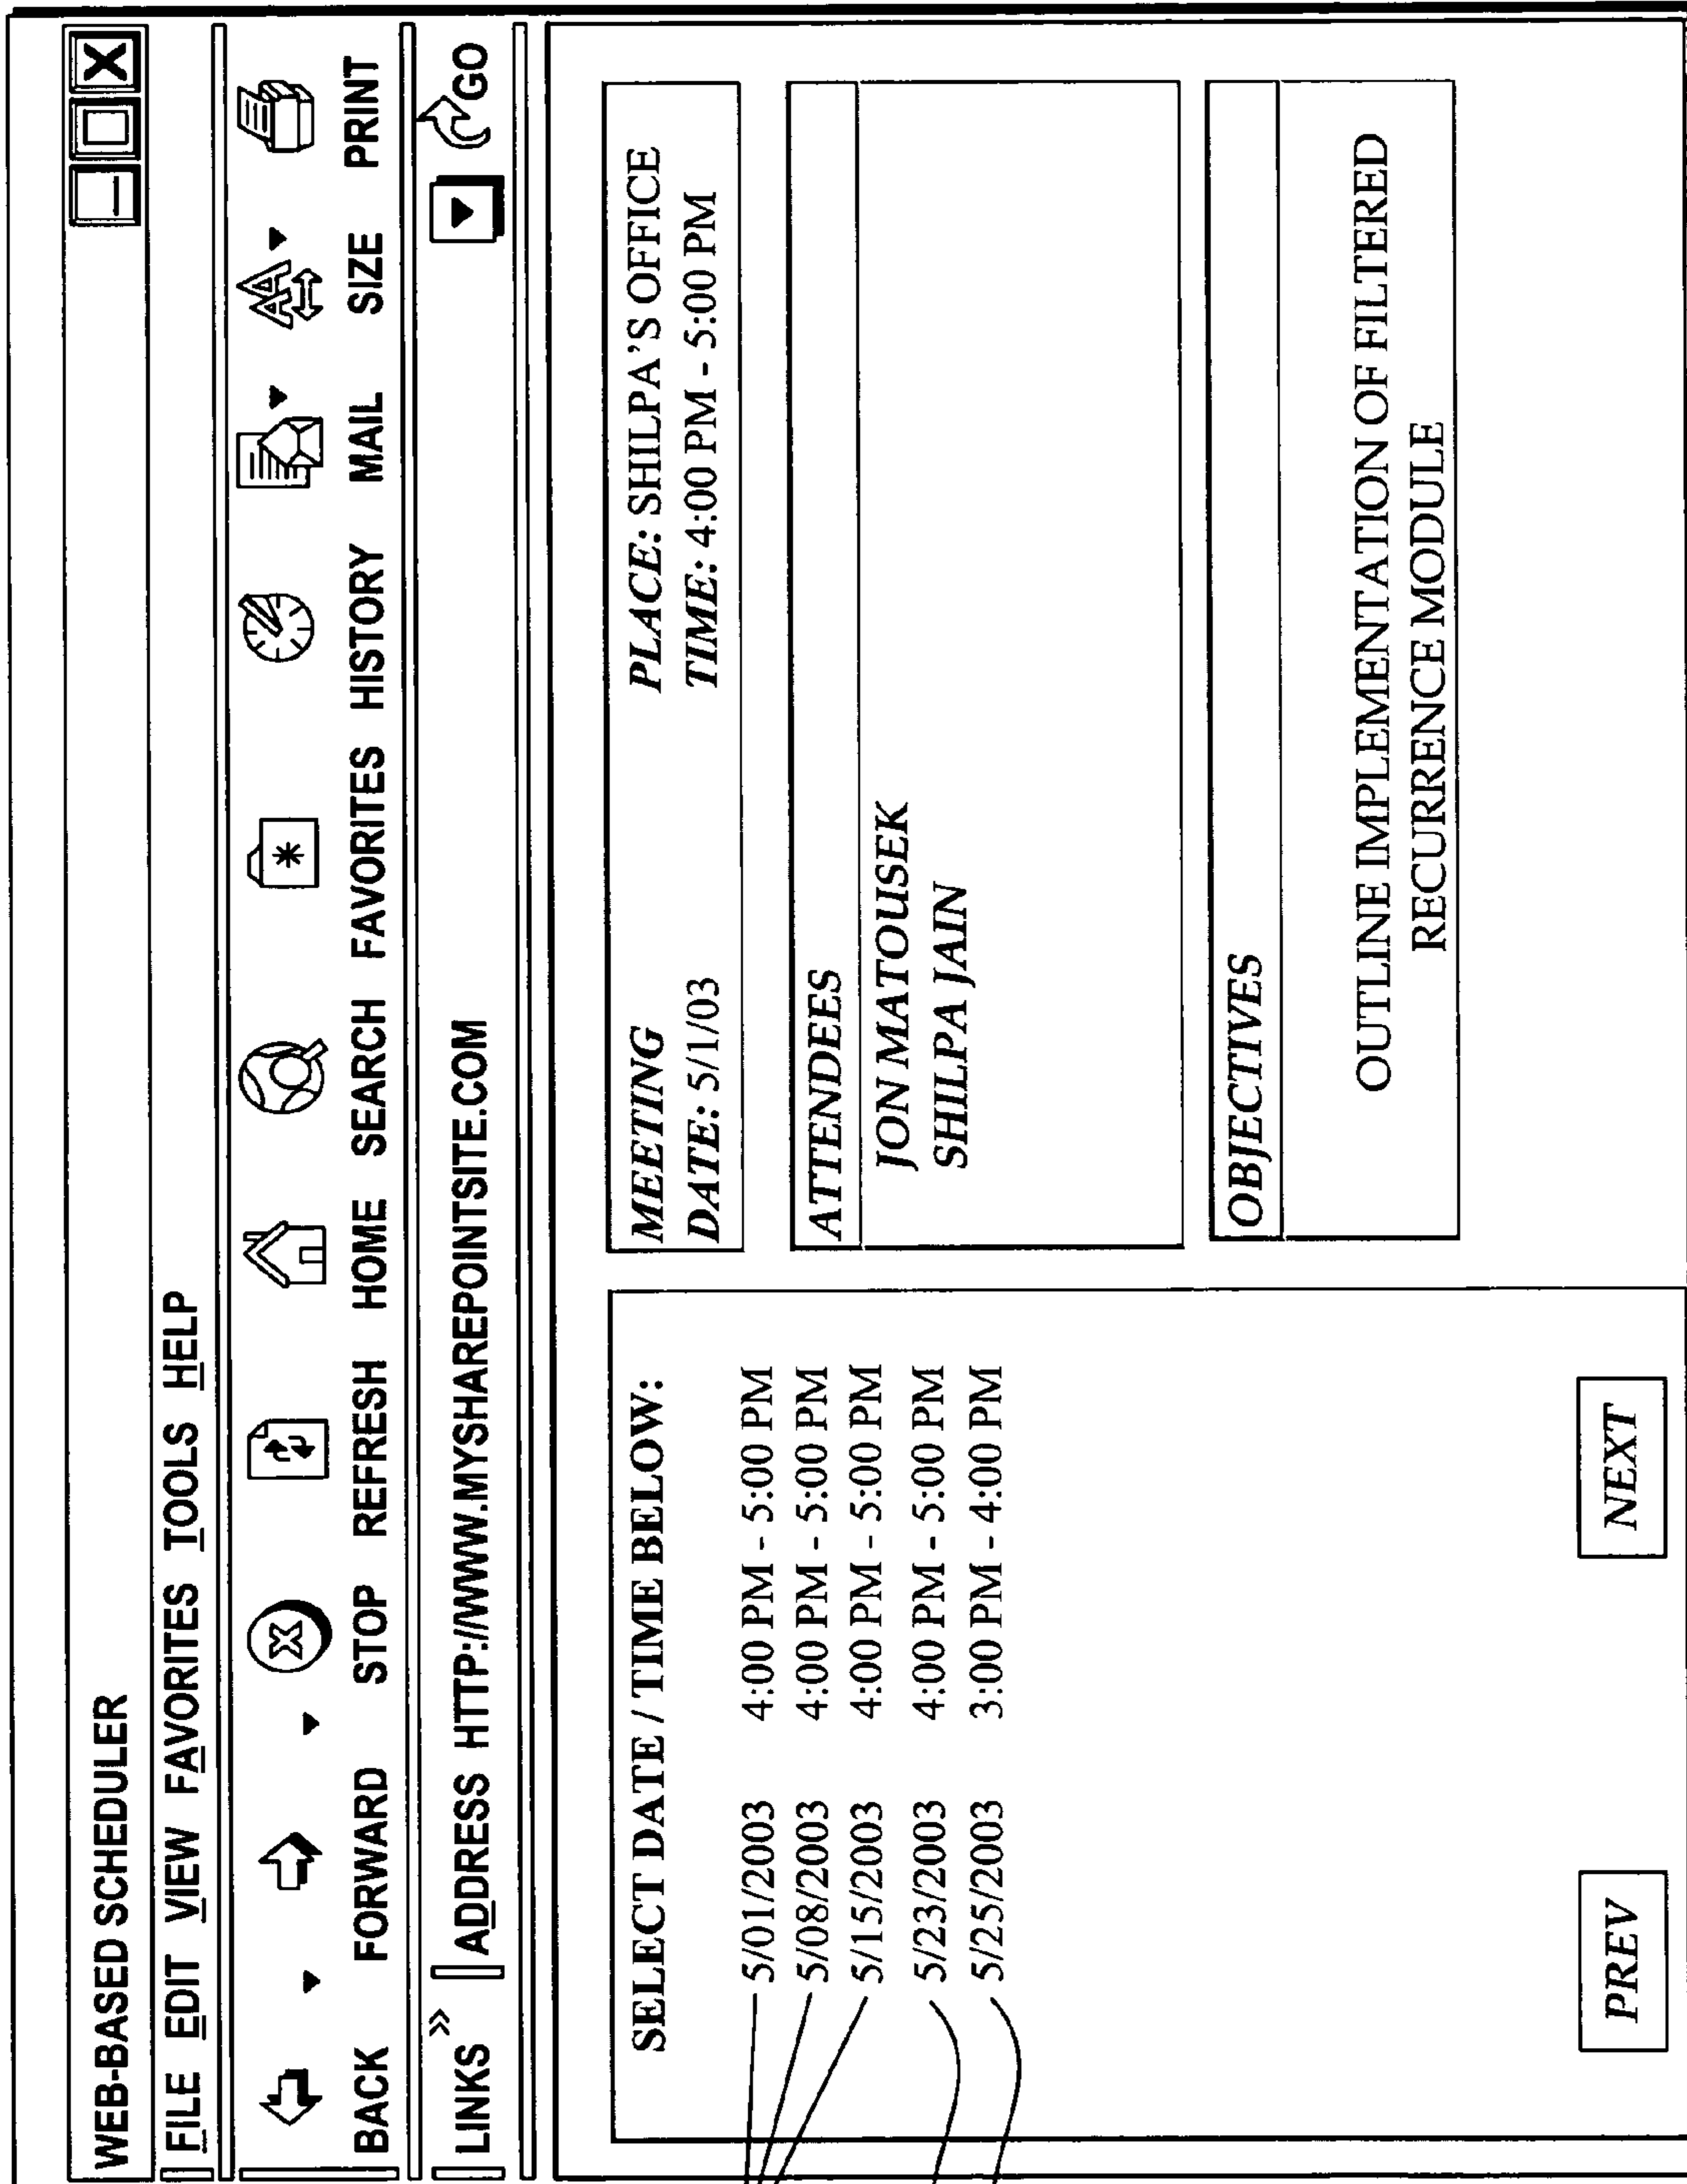 WEB-BASED SCHEDULER
FILE EDIT VIEW FAVORITES TOOLS HELP
BACK FORWARD STOP REFRESH HOME SEARCH FAVORITES HISTORY MAIL SIZE PRINT
LINKS » ADDRESS HTTP://WWW.MYSHAREPOINTSITE.COM GO
SELECT DATE / TIME BELOW:
5/01/2003 4:00 PM - 5:00 PM
5/08/2003 4:00 PM - 5:00 PM
5/15/2003 4:00 PM - 5:00 PM
5/23/2003 4:00 PM - 5:00 PM
5/25/2003 3:00 PM - 4:00 PM
PREV NEXT
MEETING PLACE: SHILPA'S OFFICE
DATE: 5/1/03 TIME: 4:00 PM - 5:00 PM
ATTENDEES
JON MATOUSEK
SHILPA JAIN
OBJECTIVES
OUTLINE IMPLEMENTATION OF FILTERED
RECURRENCE MODULE